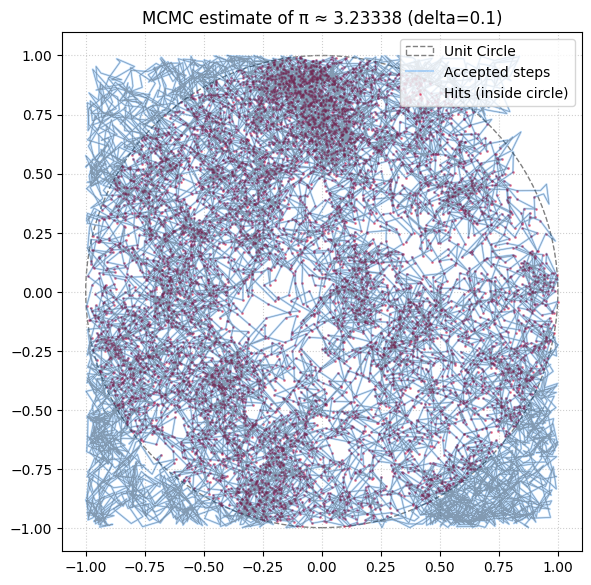 MCMC estimate of π ≈ 3.23338 (delta=0.1)
Unit Circle
Accepted steps
Hits (inside circle)
1.00
0.75
0.50
0.25
0.00
−0.25
−0.50
−0.75
−1.00
−1.00 −0.75 −0.50 −0.25 0.00 0.25 0.50 0.75 1.00